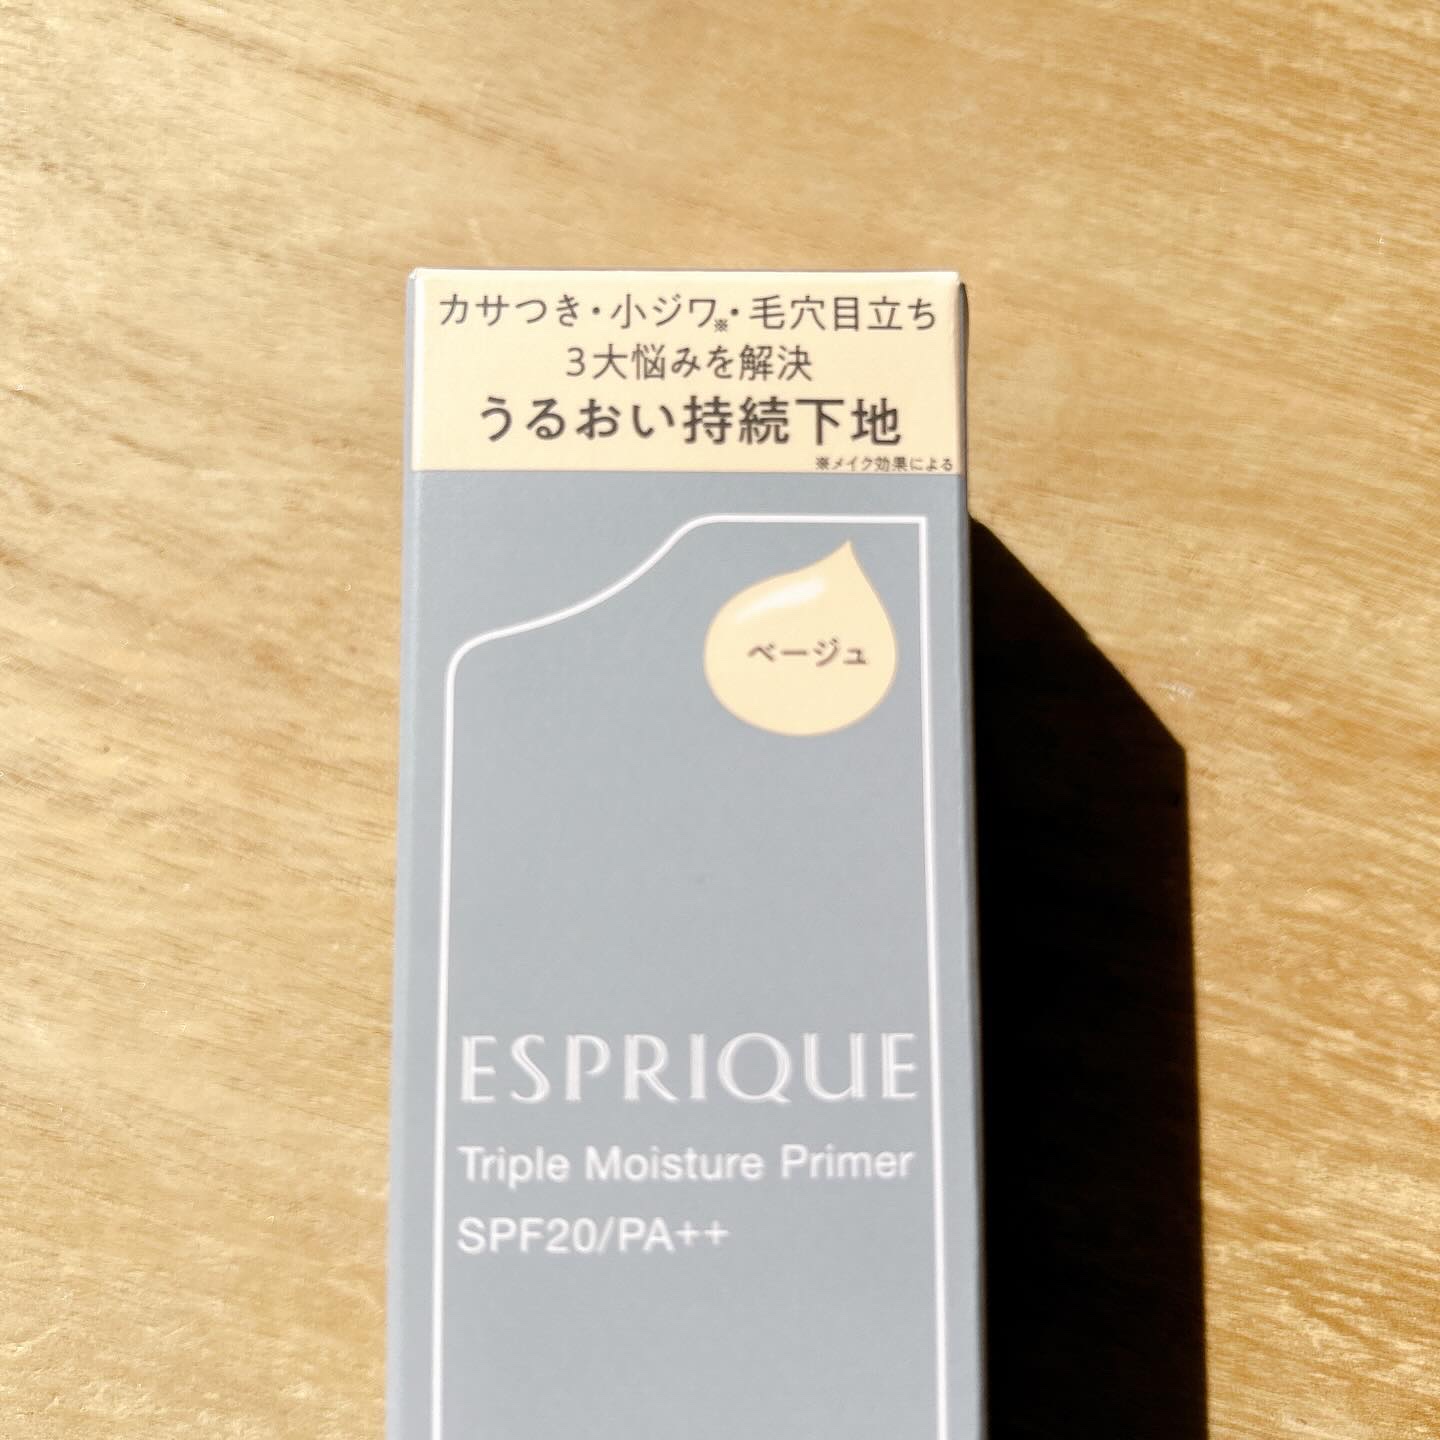 カサつき・小ジワ※・毛穴目立ち
3大悩みを解決
うるおい持続下地
※メイク効果による
ベージュ
ESPRIQUE
Triple Moisture Primer
SPF20/PA++